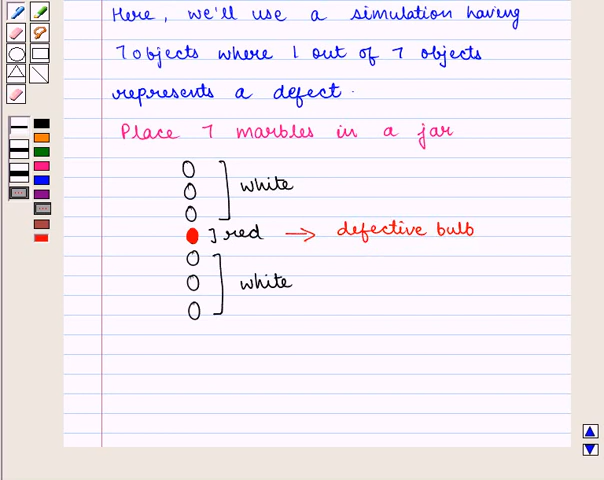 Here, we'll use a simulation having
7 objects where 1 out of 7 objects
represents a defect.
Place 7 marbles in a jar
white
red → defective bulb
white